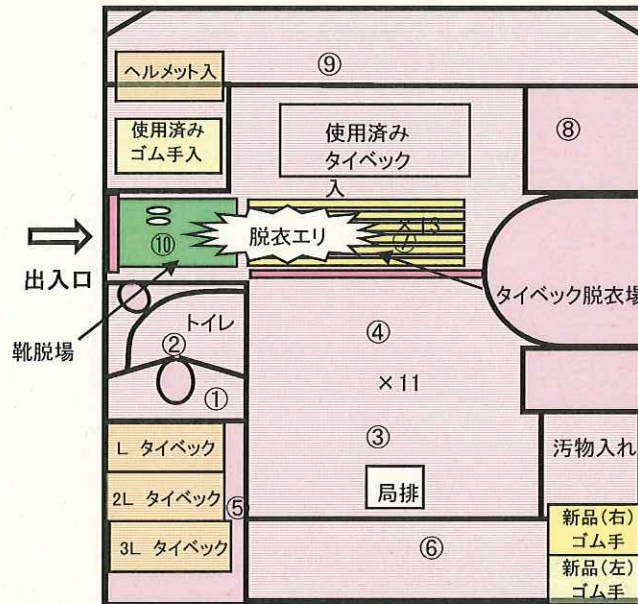 ⑨
ヘルメット入
使用済み
ゴム手入
使用済み
タイベック
入
⑧
⑩
脱衣エリ
×13
⑦
出入口
タイベック脱衣場
靴脱場
トイレ
②
①
④
×11
③
局排
汚物入れ
L タイベック
2L タイベック
3L タイベック
⑤
⑥
新品(右)
ゴム手
新品(左)
ゴム手